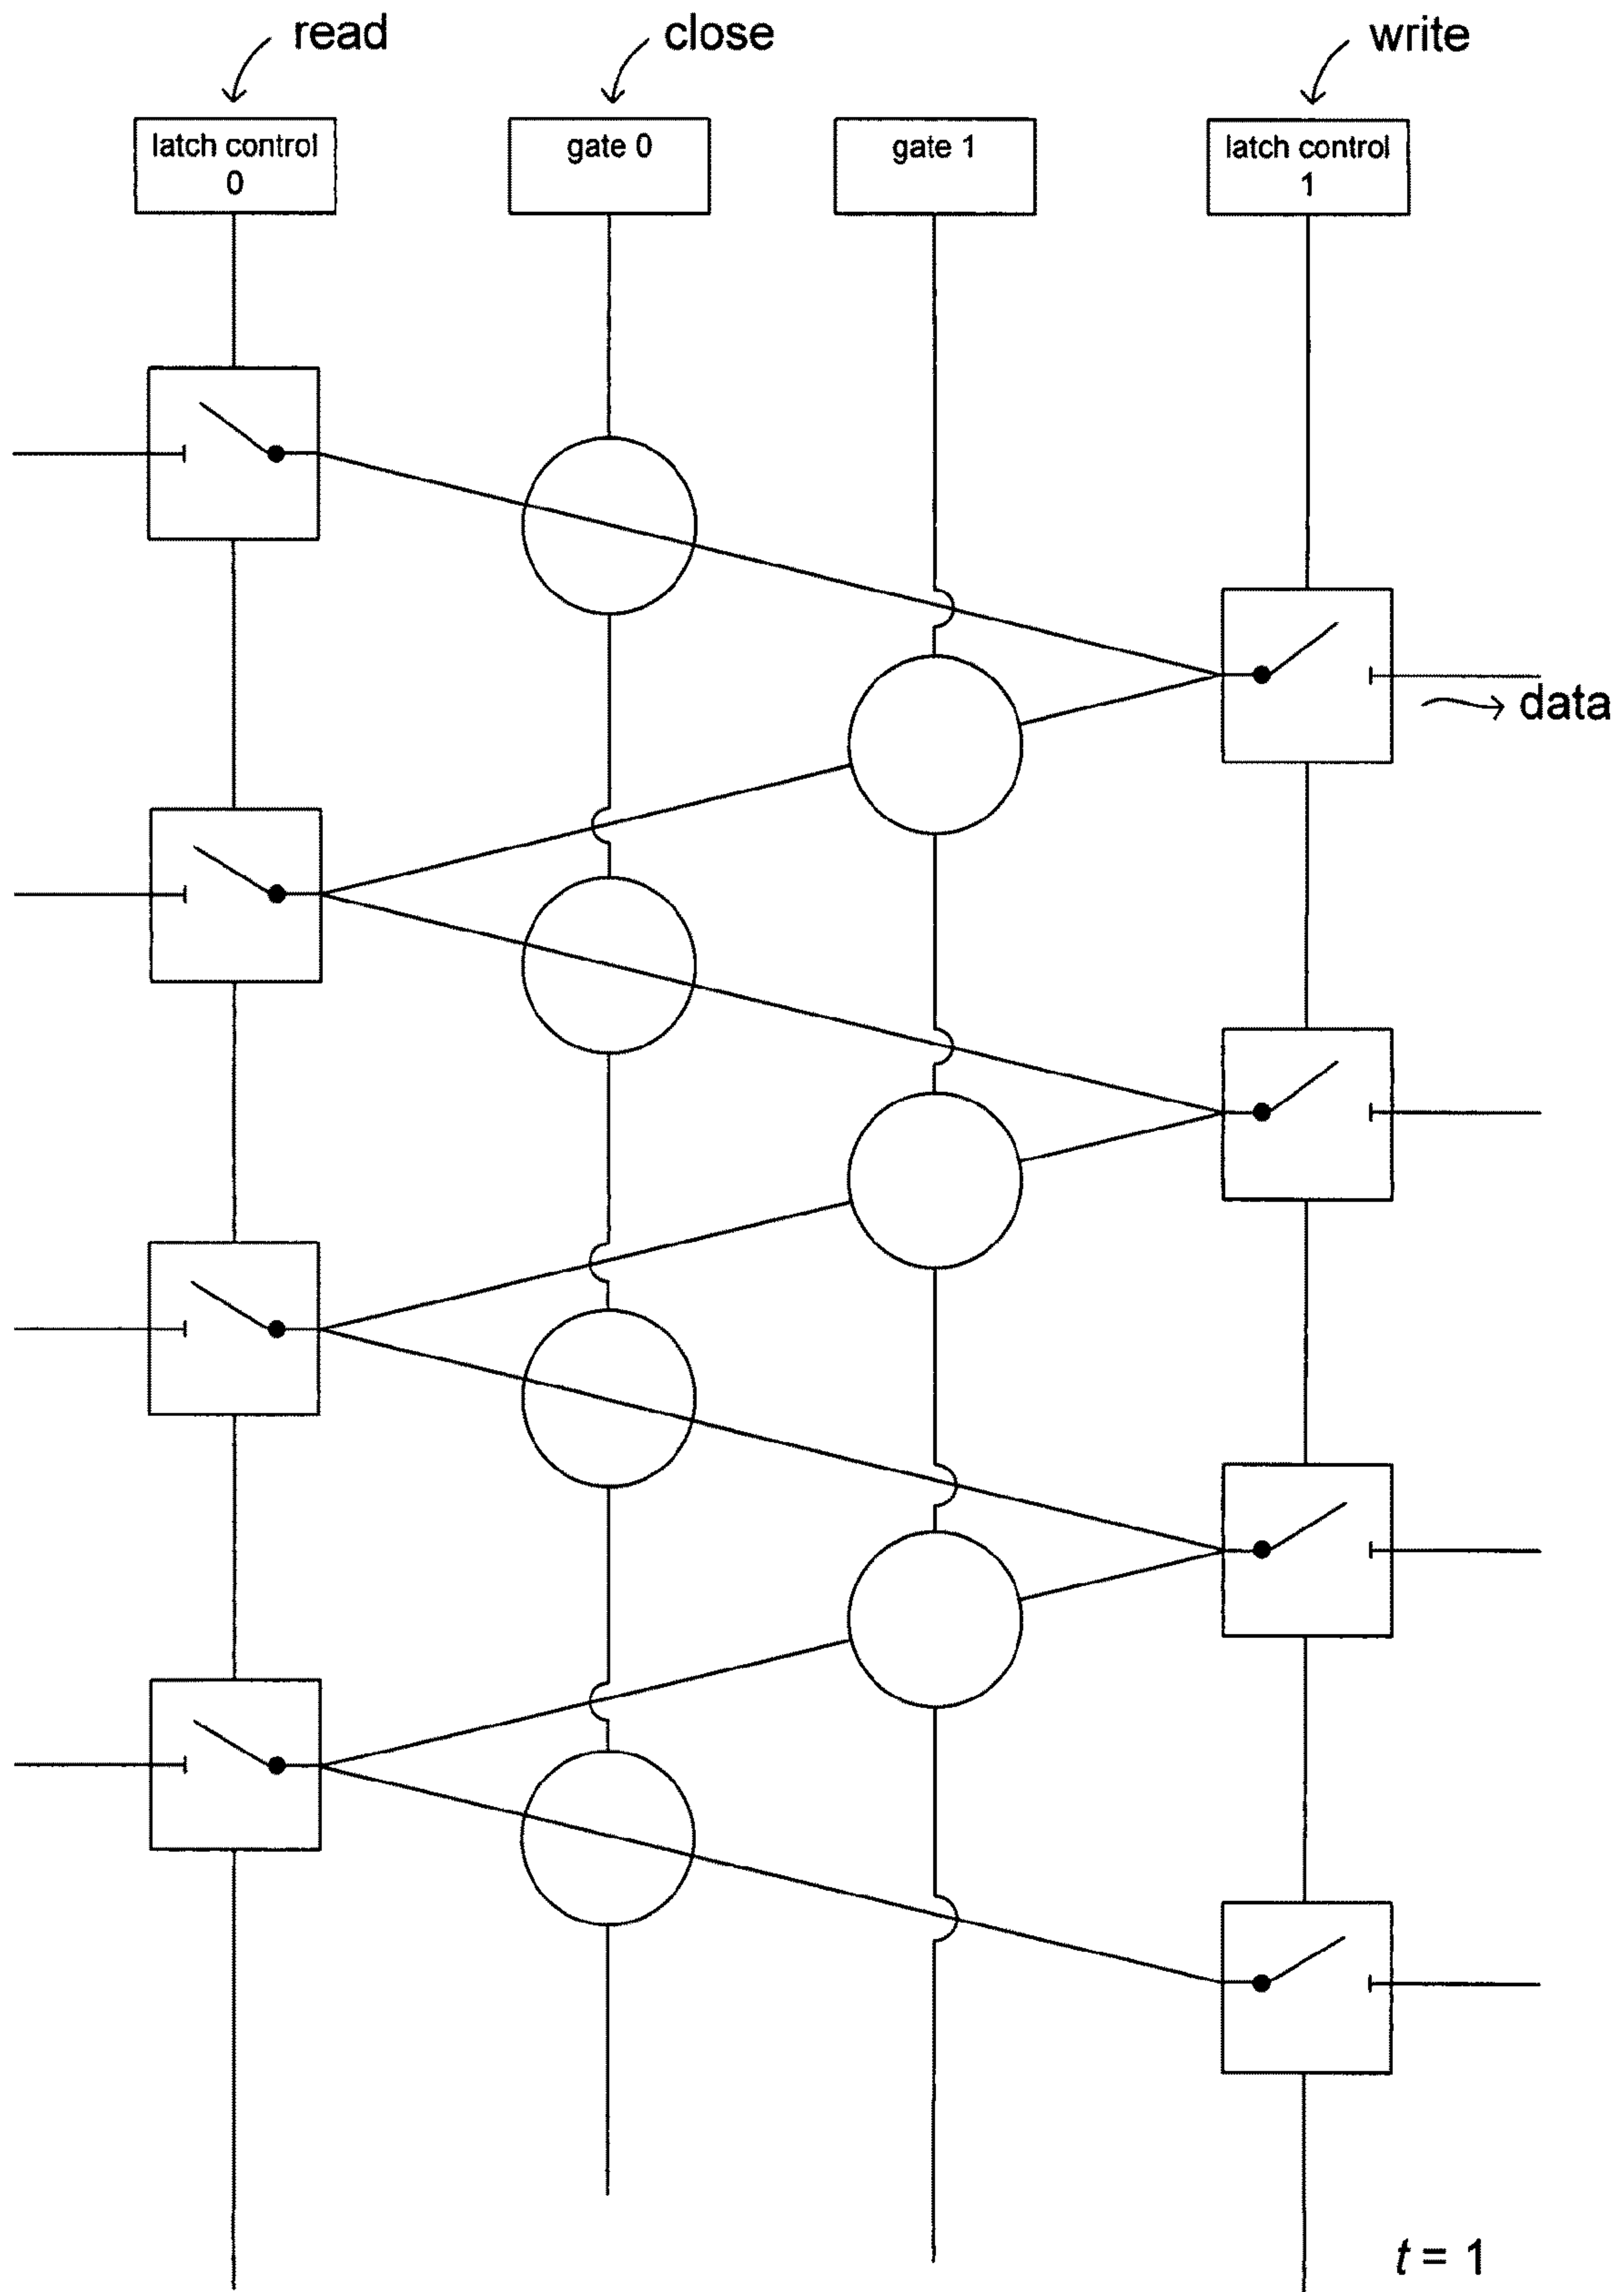 read
close
write
latch control
0
gate 0
gate 1
latch control
1
data
t = 1